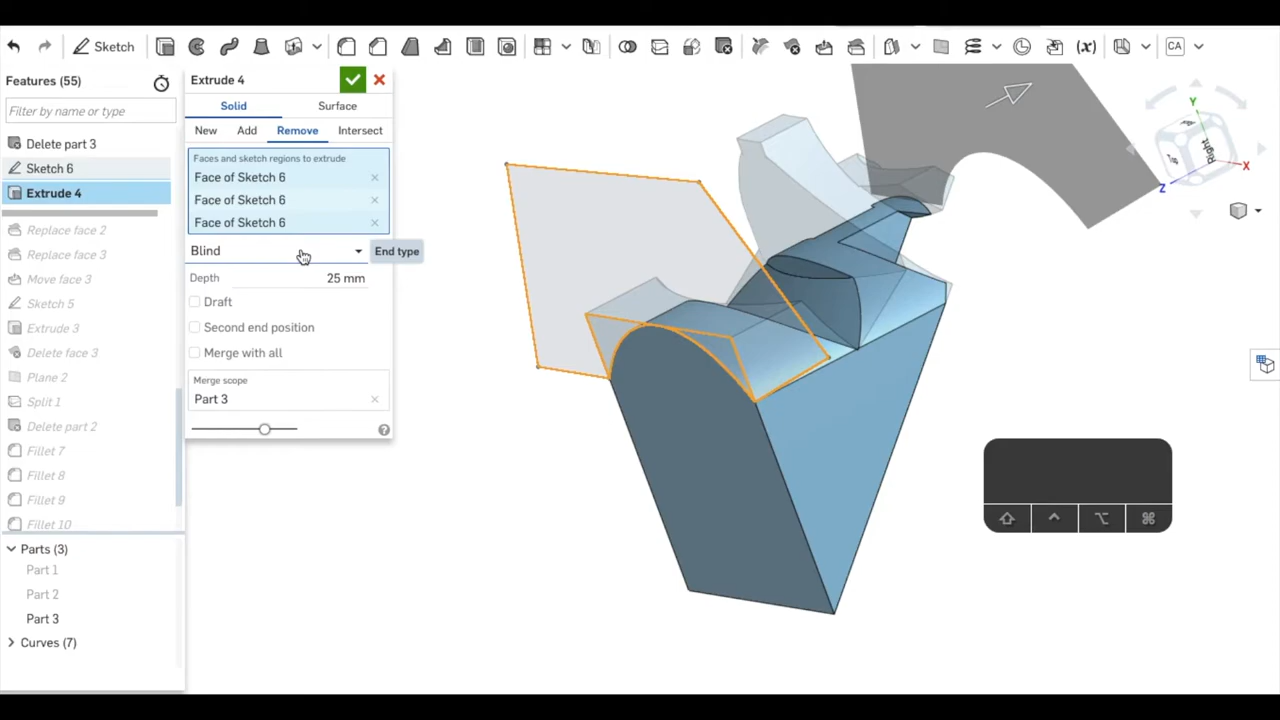 Sketch
CA
Features (55)
Filter by name or type
Delete part 3
Sketch 6
Extrude 4
Replace face 2
Replace face 3
Move face 3
Sketch 5
Extrude 3
Delete face 3
Plane 2
Split 1
Delete part 2
Fillet 7
Fillet 8
Fillet 9
Fillet 10
Parts (3)
Part 1
Part 2
Part 3
Curves (7)
Extrude 4
Solid Surface
New Add Remove Intersect
Faces and sketch regions to extrude
Face of Sketch 6
Face of Sketch 6
Face of Sketch 6
Blind
End type
Depth 25 mm
Draft
Second end position
Merge with all
Merge scope
Part 3
Y
Right
X
Z